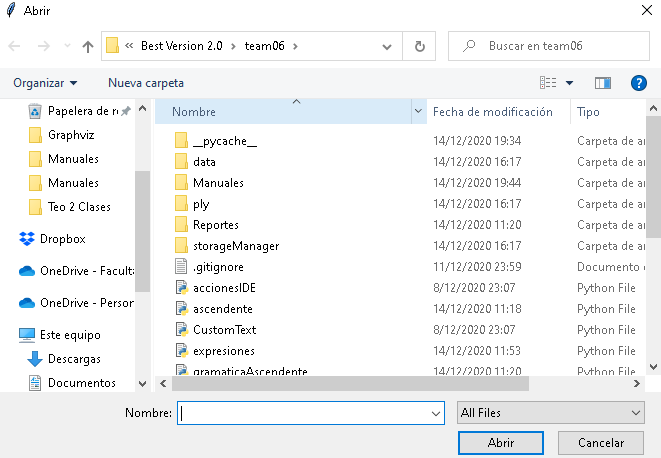 Abrir
« Best Version 2.0 › team06 ›
Buscar en team06
Organizar
Nueva carpeta
?
Papelera de re
Graphviz
Manuales
Manuales
Teo 2 Clases
Dropbox
OneDrive - Facult
OneDrive - Person
Este equipo
Descargas
Documentos
Nombre Fecha de modificación Tipo
__pycache__ 14/12/2020 19:34 Carpeta de ar
data 14/12/2020 16:17 Carpeta de ar
Manuales 14/12/2020 19:44 Carpeta de ar
ply 14/12/2020 16:17 Carpeta de ar
Reportes 14/12/2020 11:20 Carpeta de ar
storageManager 14/12/2020 16:17 Carpeta de ar
.gitignore 11/12/2020 23:59 Documento d
accionesIDE 8/12/2020 23:07 Python File
ascendente 14/12/2020 11:18 Python File
CustomText 8/12/2020 23:07 Python File
expresiones 14/12/2020 11:53 Python File
gramaticaAscendente 14/12/2020 11:20 Python File
Nombre:
All Files
Abrir
Cancelar